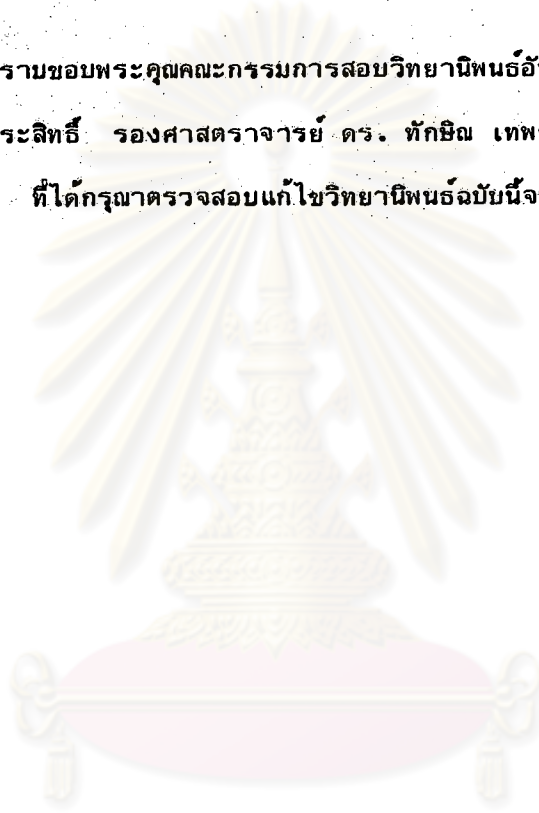 ราบขอบพระคุณคณะกรรมการสอบวิทยานิพนธ์อั
ระสิทธิ์ รองศาสตราจารย์ ดร. ทักษิณ เทพ
ที่ได้กรุณาตรวจสอบแก้ไขวิทยานิพนธ์ฉบับนี้จ